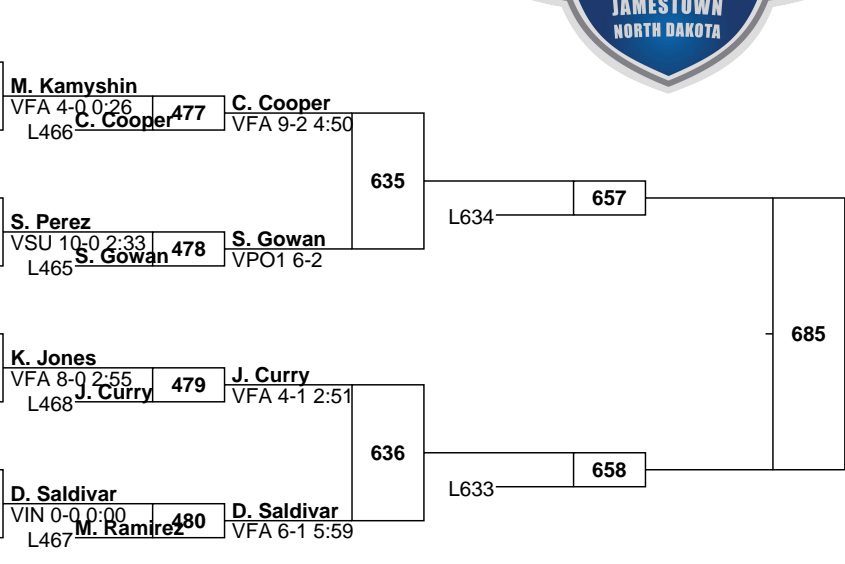 JAMESTOWN
NORTH DAKOTA
M. Kamyshin
VFA 4-0 0:26
L466
C. Cooper
477
C. Cooper
VFA 9-2 4:50
635
S. Perez
VSU 10-0 2:33
L465
S. Gowan
478
S. Gowan
VPO1 6-2
L634
657
685
K. Jones
VFA 8-0 2:55
L468
J. Curry
479
J. Curry
VFA 4-1 2:51
636
D. Saldivar
VIN 0-0 0:00
L467
M. Ramirez
480
D. Saldivar
VFA 6-1 5:59
L633
658